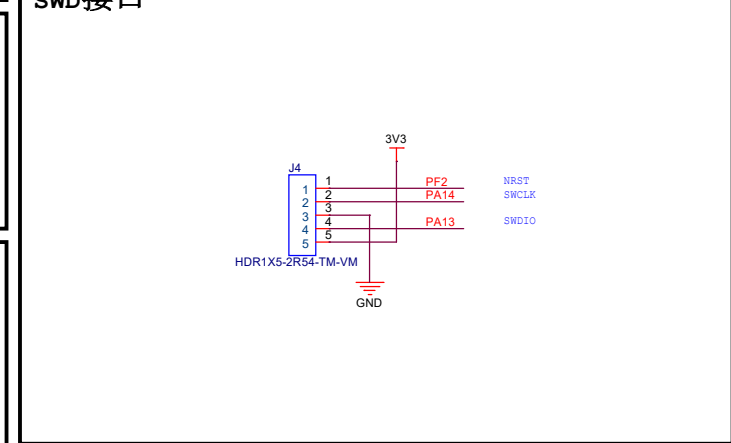 SWD接口
3V3
J4
1 1 PF2 NRST
2 2 PA14 SWCLK
3 3
4 4 PA13 SWDIO
5 5
HDR1X5-2R54-TM-VM
GND